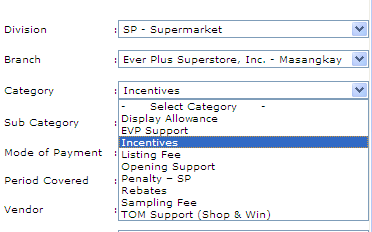 Division : SP - Supermarket
Branch : Ever Plus Superstore, Inc. - Masangkay
Category : Incentives
- Select Category -
Display Allowance
Sub Category :
EVP Support
Incentives
Mode of Payment :
Listing Fee
Opening Support
Period Covered :
Penalty – SP
Rebates
Sampling Fee
Vendor :
TOM Support (Shop & Win)